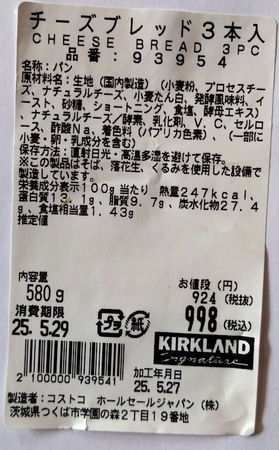 チーズブレッド3本入
CHEESE BREAD 3PC
品番: 93954
名称:パン
原材料名:生地(国内製造)(小麦粉、プロセスチーズ、ナチュラルチーズ、小麦たん白、発酵風味料、イースト、砂糖、ショートニング、食塩、酵母エキス)、ナチュラルチーズ/酵素、乳化剤、V.C、セルロース、酢酸Na、着色料(パプリカ色素)、(一部に小麦・卵・乳成分を含む)
保存方法:直射日光・高温多湿を避けて保存。
※この製品はそば、落花生、くるみを使用した設備で製造しています。
栄養成分表示100g当たり 熱量247kcal、蛋白質13.1g、脂質9.7g、炭水化物27.4g、食塩相当量1.43g
推定値
内容量
580g
消費期限
25.5.29
お値段(円)
924(税抜)
998(税込)
プラ
紙
KIRKLAND
Signature
2 100000 939541
加工年月日
25.5.27
製造者:コストコ ホールセールジャパン(株)
茨城県つくば市学園の森2丁目19番地